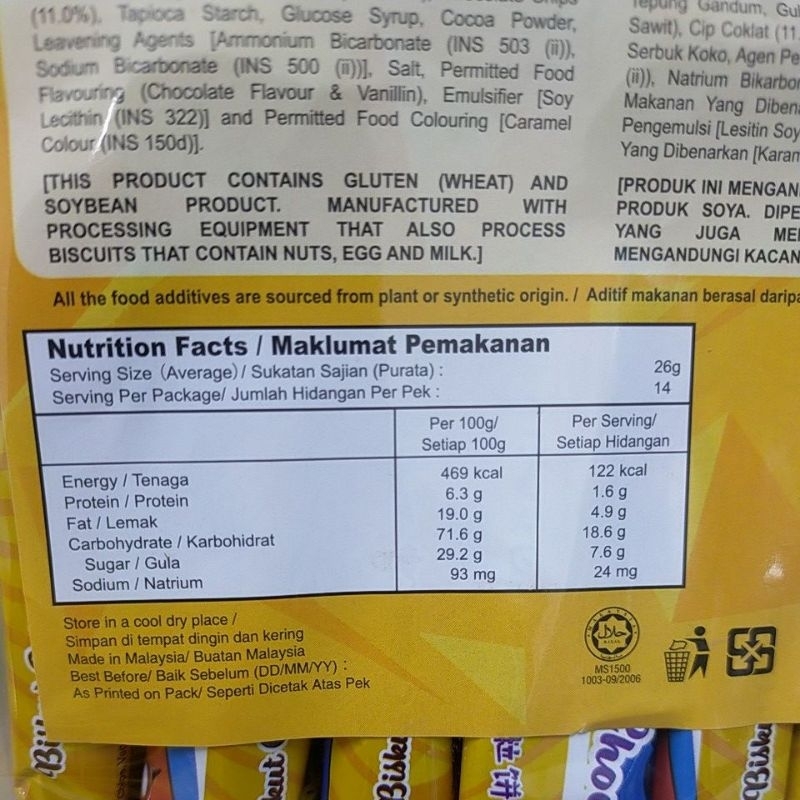 (11.0%), Tapioca Starch, Glucose Syrup, Cocoa Powder,
Leavening Agents [Ammonium Bicarbonate (INS 503 (ii)),
Sodium Bicarbonate (INS 500 (ii))], Salt, Permitted Food
Flavouring (Chocolate Flavour & Vanillin), Emulsifier [Soy
Lecithin (INS 322)] and Permitted Food Colouring [Caramel
Colour (INS 150d)].
[THIS PRODUCT CONTAINS GLUTEN (WHEAT) AND
SOYBEAN PRODUCT. MANUFACTURED WITH
PROCESSING EQUIPMENT THAT ALSO PROCESS
BISCUITS THAT CONTAIN NUTS, EGG AND MILK.]
Tepung Gandum, Gul
Sawit), Cip Coklat (11.
Serbuk Koko, Agen Pe
(ii)), Natrium Bikarbon
Makanan Yang Dibena
Pengemulsi [Lesitin Soy
Yang Dibenarkan [Karam
[PRODUK INI MENGAN
PRODUK SOYA. DIPE
YANG JUGA ME
MENGANDUNGI KACAN
All the food additives are sourced from plant or synthetic origin. / Aditif makanan berasal daripa
Nutrition Facts / Maklumat Pemakanan
Serving Size (Average) / Sukatan Sajian (Purata) : 26g
Serving Per Package/ Jumlah Hidangan Per Pek : 14
Per 100g/ Per Serving/
Setiap 100g Setiap Hidangan
Energy / Tenaga 469 kcal 122 kcal
Protein / Protein 6.3 g 1.6 g
Fat / Lemak 19.0 g 4.9 g
Carbohydrate / Karbohidrat 71.6 g 18.6 g
Sugar / Gula 29.2 g 7.6 g
Sodium / Natrium 93 mg 24 mg
Store in a cool dry place /
Simpan di tempat dingin dan kering
Made in Malaysia/ Buatan Malaysia
Best Before/ Baik Sebelum (DD/MM/YY) :
As Printed on Pack/ Seperti Dicetak Atas Pek
MALAYSIA
حلال
HALAL
MS1500
1003-09/2006